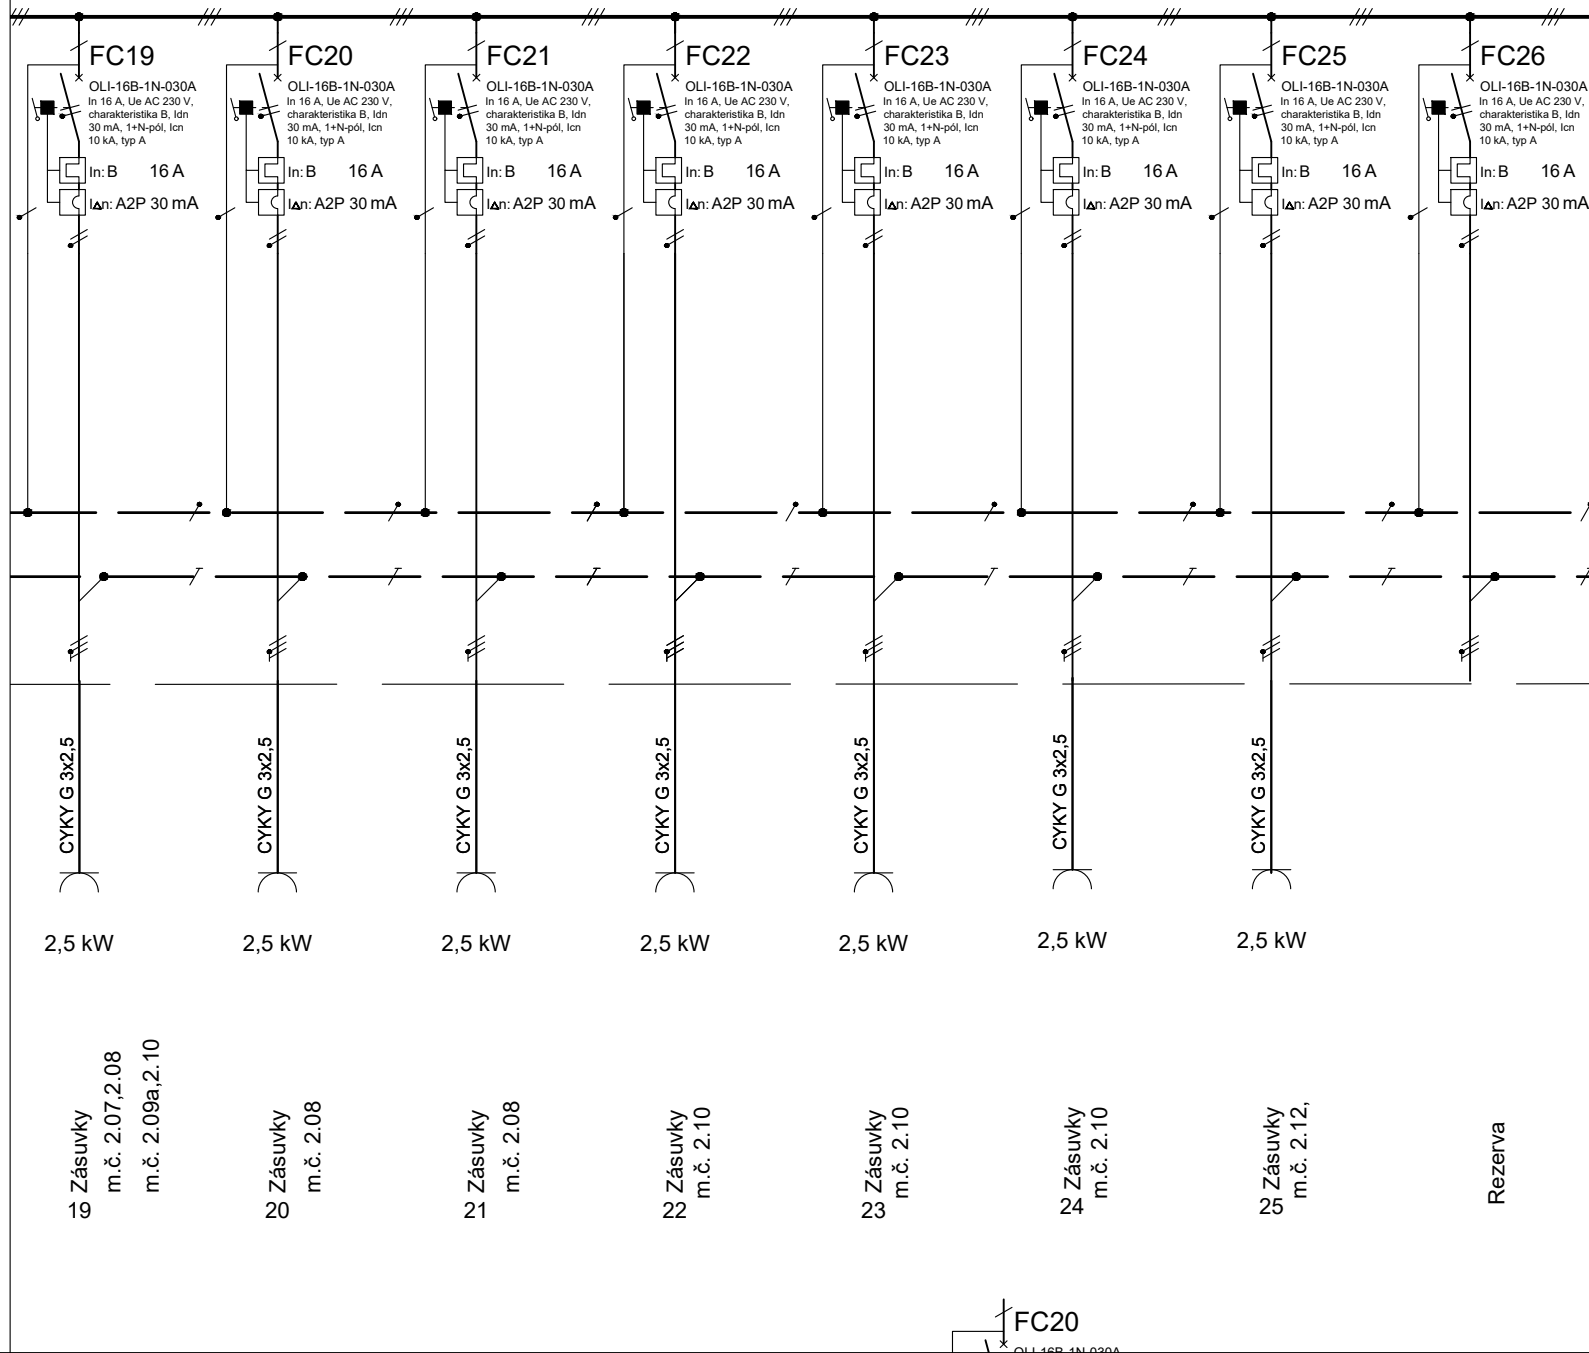 FC19
OLI-16B-1N-030A
In 16 A, Ue AC 230 V,
charakteristika B, Idn
30 mA, 1+N-pól, Icn
10 kA, typ A
In: B 16 A
I∆n: A2P 30 mA
CYKY G 3x2,5
2,5 kW
19 Zásuvky
m.č. 2.07,2.08
m.č. 2.09a,2.10
FC20
OLI-16B-1N-030A
In 16 A, Ue AC 230 V,
charakteristika B, Idn
30 mA, 1+N-pól, Icn
10 kA, typ A
In: B 16 A
I∆n: A2P 30 mA
CYKY G 3x2,5
2,5 kW
20 Zásuvky
m.č. 2.08
FC21
OLI-16B-1N-030A
In 16 A, Ue AC 230 V,
charakteristika B, Idn
30 mA, 1+N-pól, Icn
10 kA, typ A
In: B 16 A
I∆n: A2P 30 mA
CYKY G 3x2,5
2,5 kW
21 Zásuvky
m.č. 2.08
FC22
OLI-16B-1N-030A
In 16 A, Ue AC 230 V,
charakteristika B, Idn
30 mA, 1+N-pól, Icn
10 kA, typ A
In: B 16 A
I∆n: A2P 30 mA
CYKY G 3x2,5
2,5 kW
22 Zásuvky
m.č. 2.10
FC23
OLI-16B-1N-030A
In 16 A, Ue AC 230 V,
charakteristika B, Idn
30 mA, 1+N-pól, Icn
10 kA, typ A
In: B 16 A
I∆n: A2P 30 mA
CYKY G 3x2,5
2,5 kW
23 Zásuvky
m.č. 2.10
FC24
OLI-16B-1N-030A
In 16 A, Ue AC 230 V,
charakteristika B, Idn
30 mA, 1+N-pól, Icn
10 kA, typ A
In: B 16 A
I∆n: A2P 30 mA
CYKY G 3x2,5
2,5 kW
24 Zásuvky
m.č. 2.10
FC25
OLI-16B-1N-030A
In 16 A, Ue AC 230 V,
charakteristika B, Idn
30 mA, 1+N-pól, Icn
10 kA, typ A
In: B 16 A
I∆n: A2P 30 mA
CYKY G 3x2,5
2,5 kW
25 Zásuvky
m.č. 2.12,
FC26
OLI-16B-1N-030A
In 16 A, Ue AC 230 V,
charakteristika B, Idn
30 mA, 1+N-pól, Icn
10 kA, typ A
In: B 16 A
I∆n: A2P 30 mA
Rezerva
FC20
OLI-16B-1N-030A